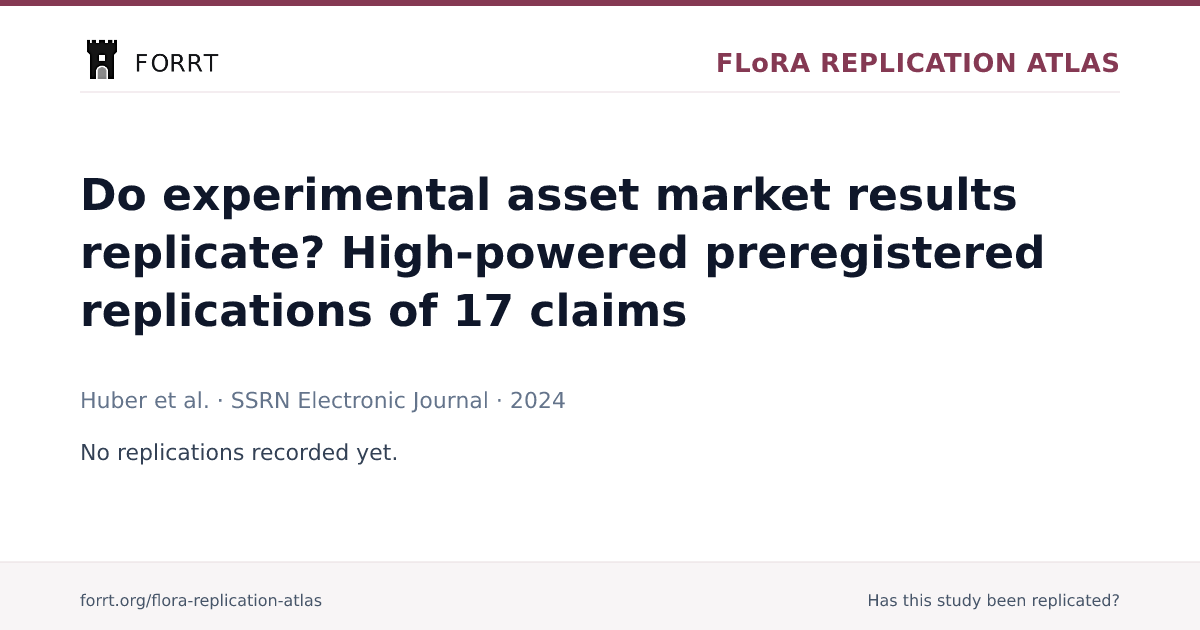 FORRT
FLoRA REPLICATION ATLAS
Do experimental asset market results
replicate? High-powered preregistered
replications of 17 claims
Huber et al. · SSRN Electronic Journal · 2024
No replications recorded yet.
forrt.org/flora-replication-atlas
Has this study been replicated?